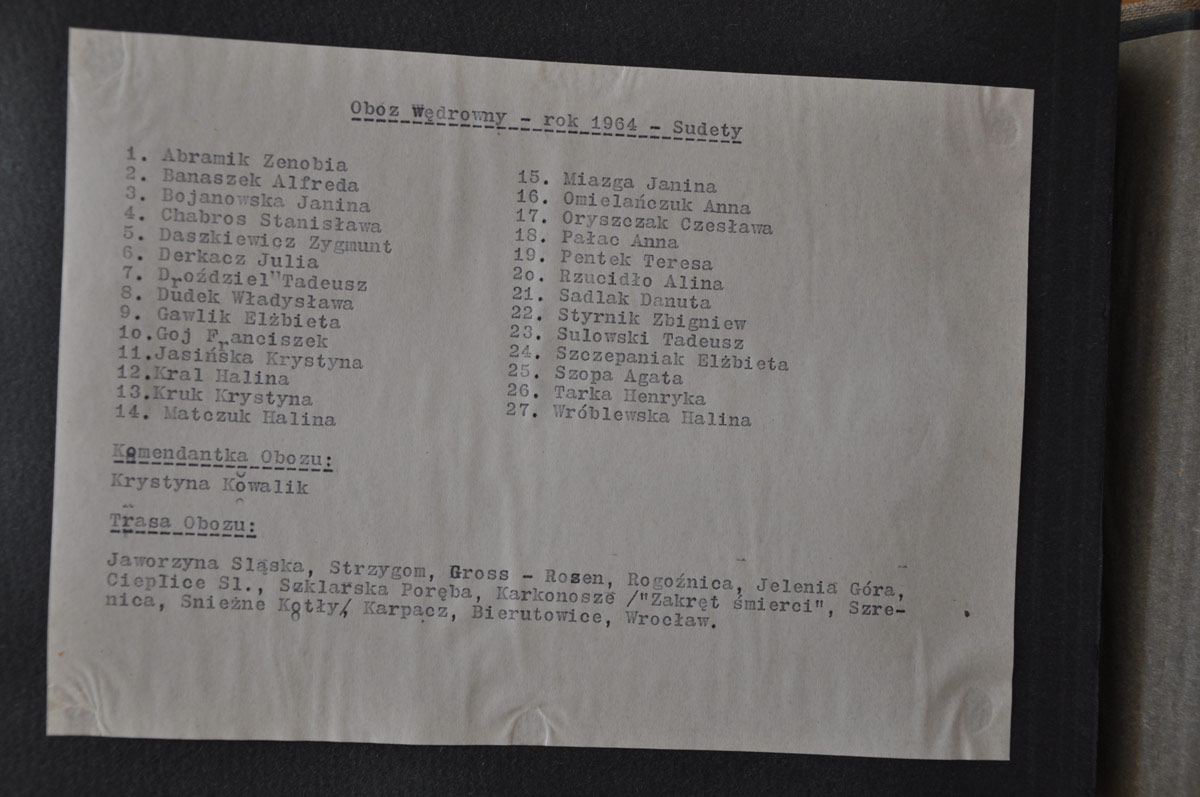 Obóz Wędrowny - rok 1964 - Sudety
1. Abramik Zenobia
2. Banaszek Alfreda
3. Bojanowska Janina
4. Chabros Stanisława
5. Daszkiewicz Zygmunt
6. Derkacz Julia
7. Droździel"Tadeusz
8. Dudek Władysława
9. Gawlik Elżbieta
1o.Goj Franciszek
11.Jasińska Krystyna
12.Kral Halina
13.Kruk Krystyna
14. Matczuk Halina
15. Miazga Janina
16. Omielańczuk Anna
17. Oryszczak Czesława
18. Pałac Anna
19. Pentek Teresa
2o. Rzucidło Alina
21. Sadlak Danuta
22. Styrnik Zbigniew
23. Sulowski Tadeusz
24. Szczepaniak Elżbieta
25. Szopa Agata
26. Tarka Henryka
27. Wróblewska Halina
Komendantka Obozu:
Krystyna Kowalik
Trasa Obozu:
Jaworzyna Sląska, Strzygom, Gross - Rosen, Rogoźnica, Jelenia Góra,
Cieplice Sl., Szklarska Poręba, Karkonosze /"Zakręt śmierci", Szre-
nica, Snieżne Kotły/, Karpacz, Bierutowice, Wrocław.